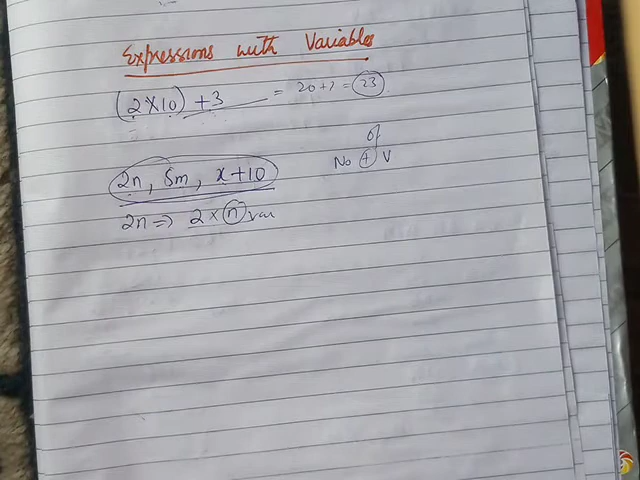 Expressions with Variables
(2×10) + 3 = 20+3 = 23
of
No + V
2n, 5m, x+10
2n => 2 × n var